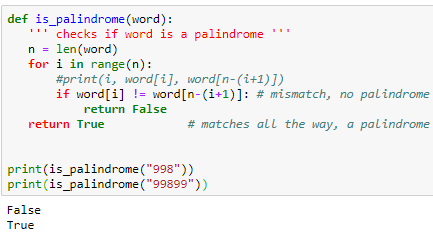 def is_palindrome(word):
    ''' checks if word is a palindrome '''
    n = len(word)
    for i in range(n):
        #print(i, word[i], word[n-(i+1)])
        if word[i] != word[n-(i+1)]: # mismatch, no palindrome
            return False
    return True            # matches all the way, a palindrome
print(is_palindrome("998"))
print(is_palindrome("99899"))
False
True